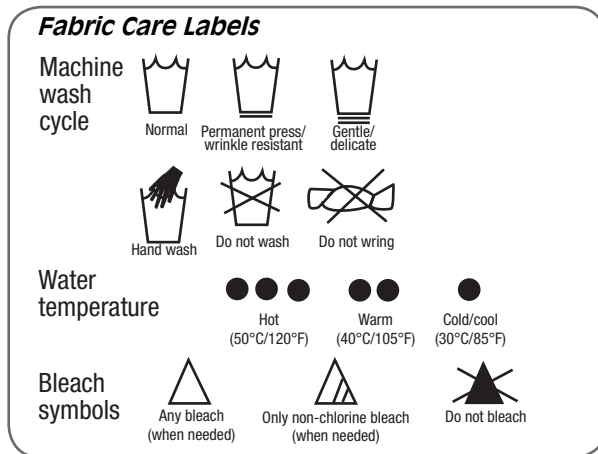 Fabric Care Labels
Machine
wash
cycle
Normal
Permanent press/
wrinkle resistant
Gentle/
delicate
Hand wash
Do not wash
Do not wring
Water
temperature
Hot
(50°C/120°F)
Warm
(40°C/105°F)
Cold/cool
(30°C/85°F)
Bleach
symbols
Any bleach
(when needed)
Only non-chlorine bleach
(when needed)
Do not bleach